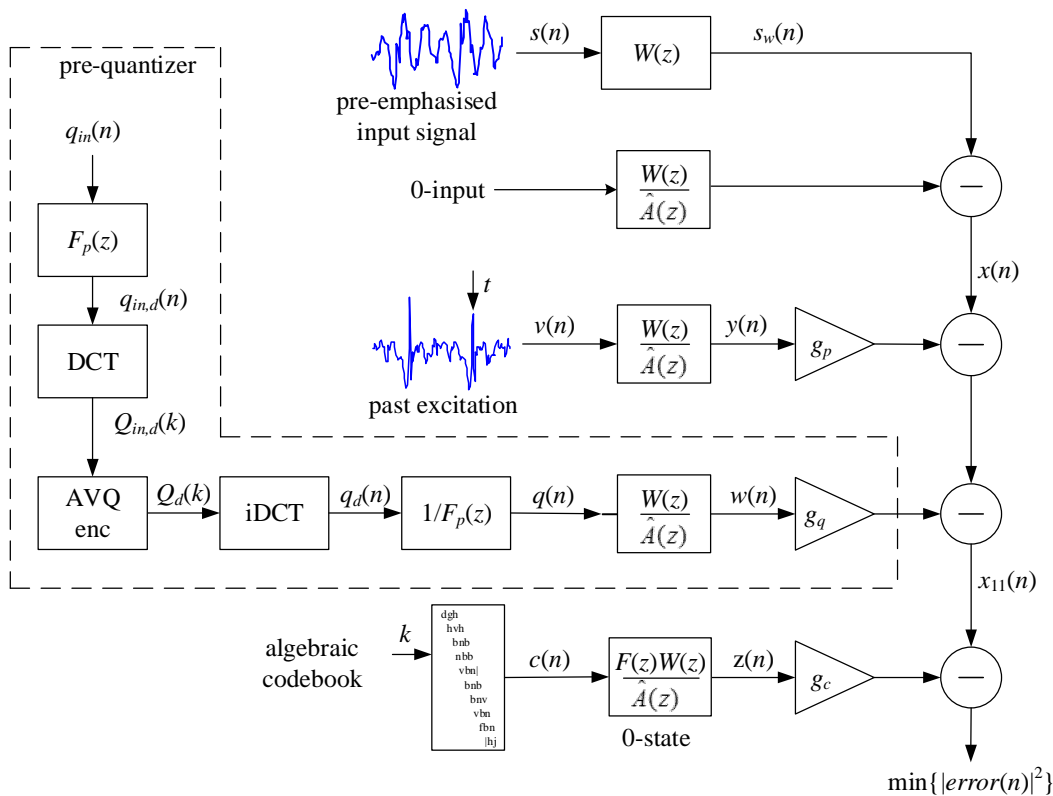 s(n)
W(z)
s_w(n)
pre-quantizer
pre-emphasised
input signal
q_in(n)
0-input
W(z)
Â(z)
F_p(z)
x(n)
q_in,d(n)
t
v(n)
W(z)
Â(z)
y(n)
g_p
DCT
past excitation
Q_in,d(k)
AVQ
enc
Q_d(k)
iDCT
q_d(n)
1/F_p(z)
q(n)
W(z)
Â(z)
w(n)
g_q
x_11(n)
algebraic
codebook
k
dgh
hvh
bnb
nbb
vbn|
bnb
bnv
vbn
fbn
|hj
c(n)
F(z)W(z)
Â(z)
z(n)
g_c
0-state
min{|error(n)|²}